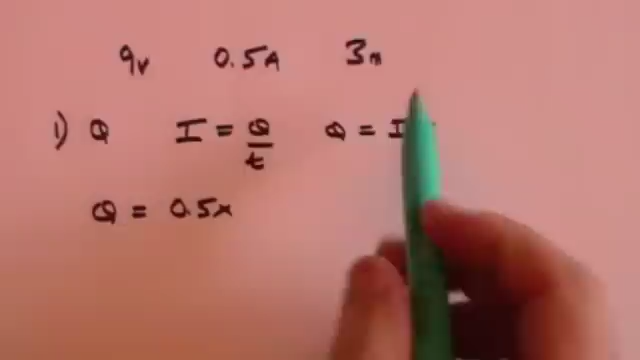 9v 0.5A 3m
1) Q I = Q/t Q = I
Q = 0.5x